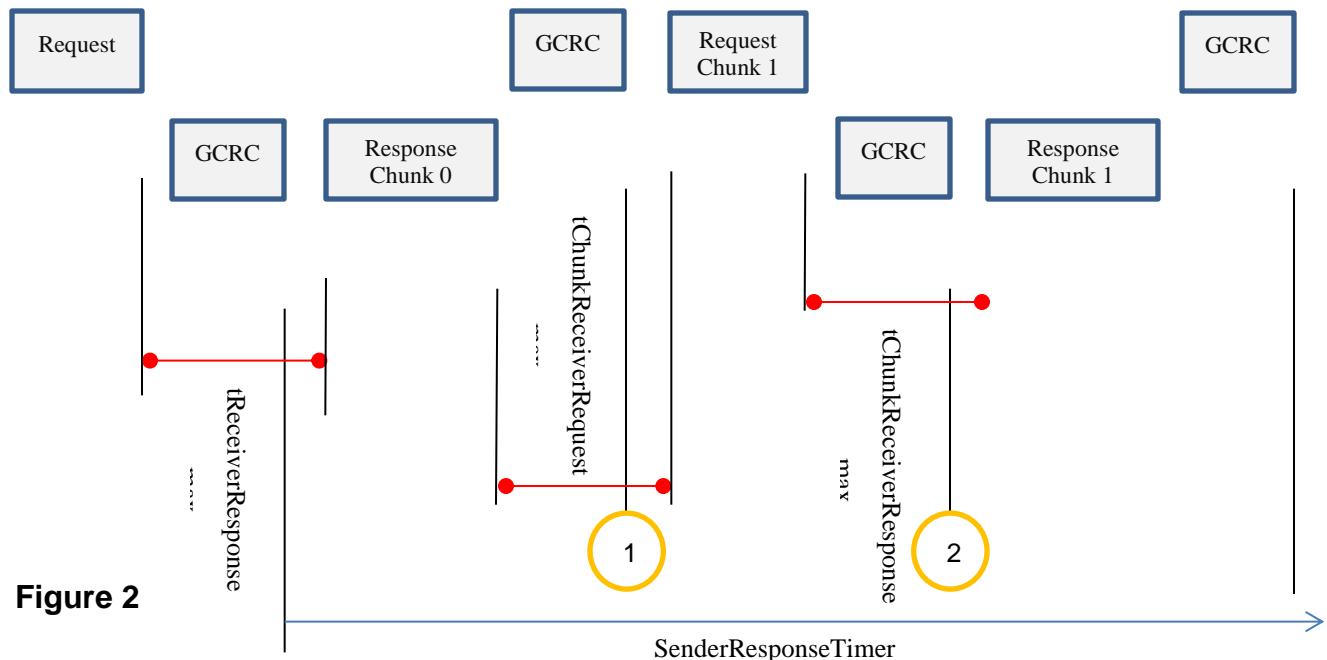 Request
GCRC
Request
Chunk 1
GCRC
GCRC
Response
Chunk 0
GCRC
Response
Chunk 1
tReceiverResponse
tChunkReceiverRequest
tChunkReceiverResponse
max
1
2
Figure 2
SenderResponseTimer